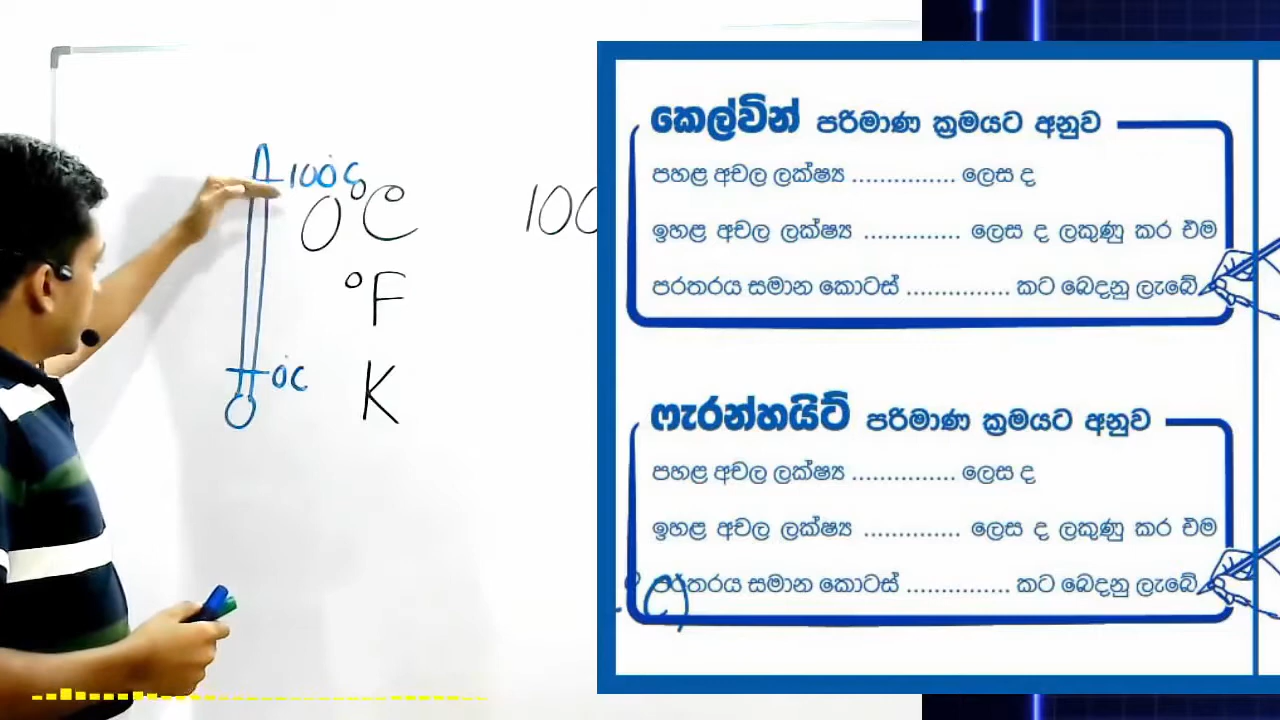 100°C
0°C 100
°F
0°C
K
කෙල්වින් පරිමාණ ක්‍රමයට අනුව
පහළ අචල ලක්ෂ්‍ය ............... ලෙස ද
ඉහළ අචල ලක්ෂ්‍ය .............. ලෙස ද ලකුණු කර එම
පරතරය සමාන කොටස් ............... කට බෙදනු ලැබේ.
ෆැරන්හයිට් පරිමාණ ක්‍රමයට අනුව
පහළ අචල ලක්ෂ්‍ය ............... ලෙස ද
ඉහළ අචල ලක්ෂ්‍ය .............. ලෙස ද ලකුණු කර එම
පරතරය සමාන කොටස් ............... කට බෙදනු ලැබේ.